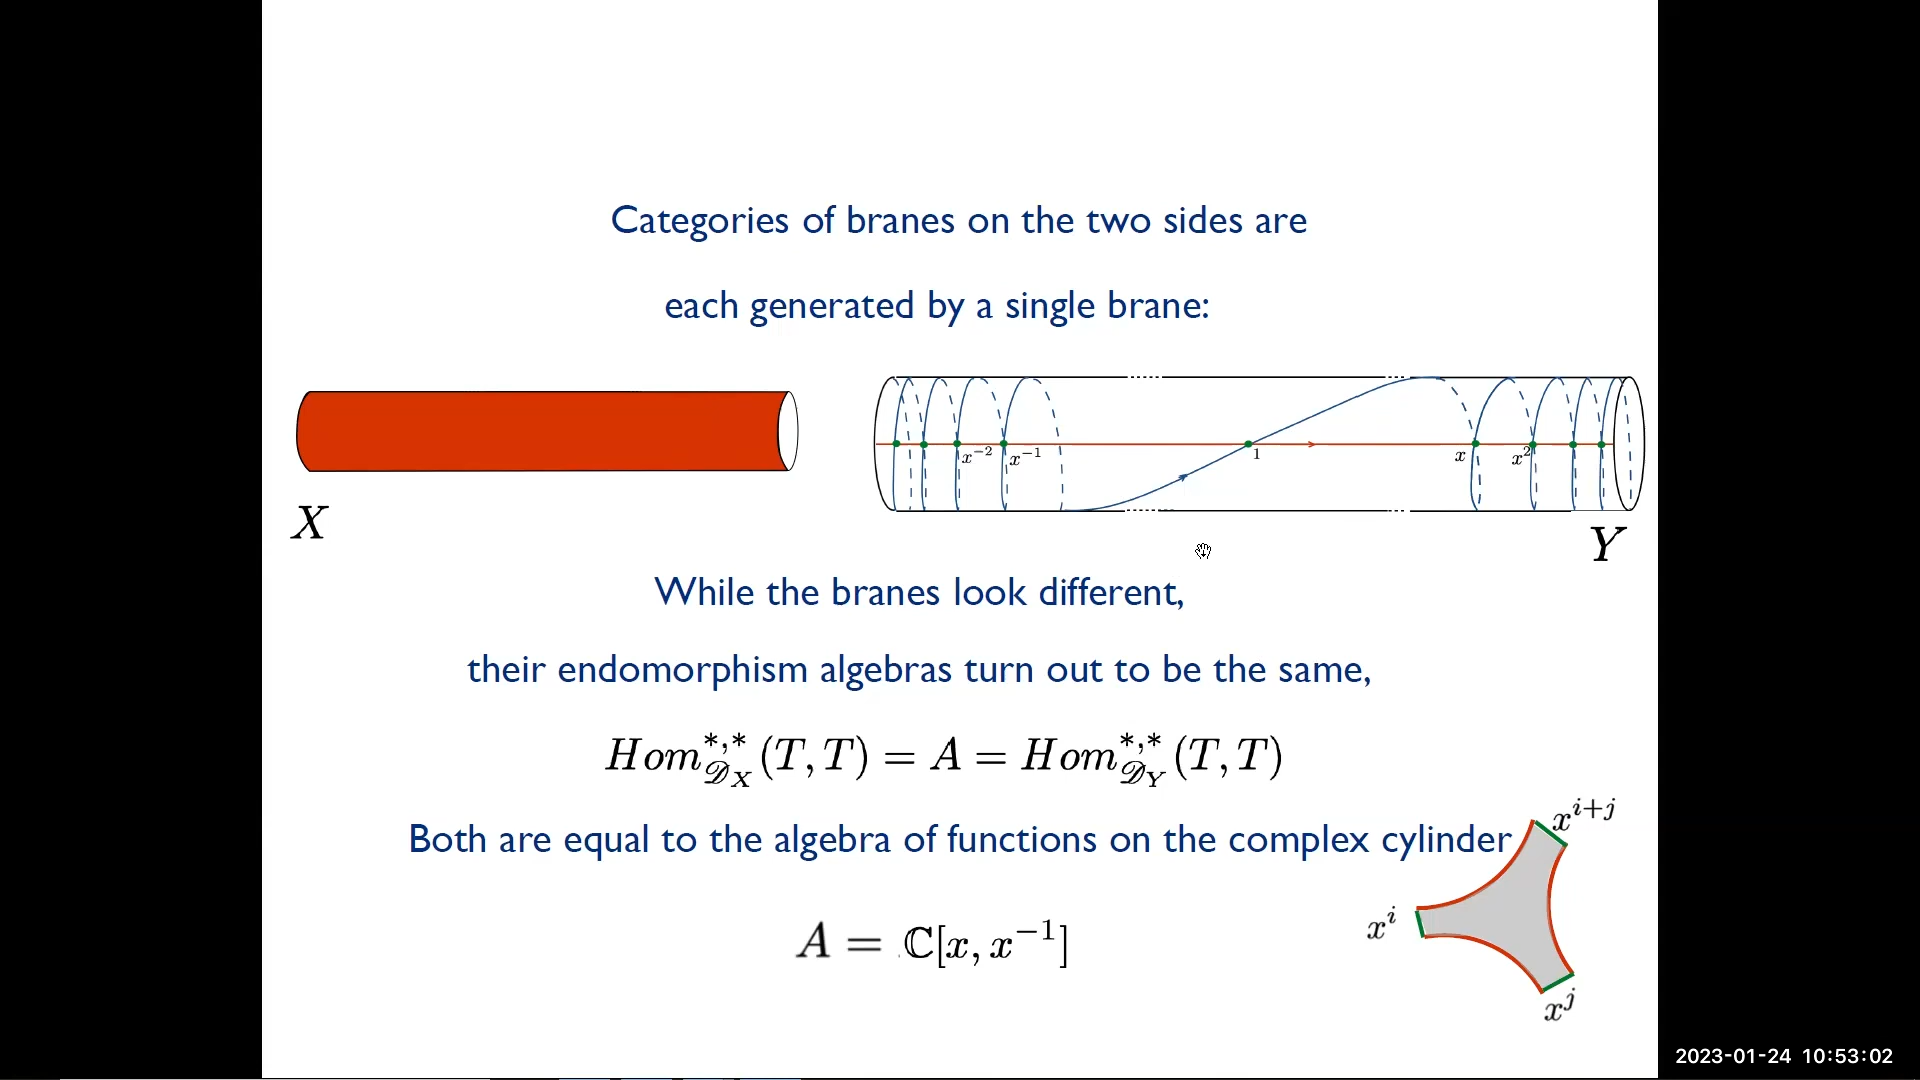 Categories of branes on the two sides are
each generated by a single brane:
x⁻² x⁻¹ 1 x x²
X
Y
While the branes look different,
their endomorphism algebras turn out to be the same,
Hom^{*,*}_{𝒟_X}(T,T) = A = Hom^{*,*}_{𝒟_Y}(T,T)
Both are equal to the algebra of functions on the complex cylinder
x^{i+j}
x^i
A = ℂ[x, x⁻¹]
x^j
2023-01-24 10:53:02